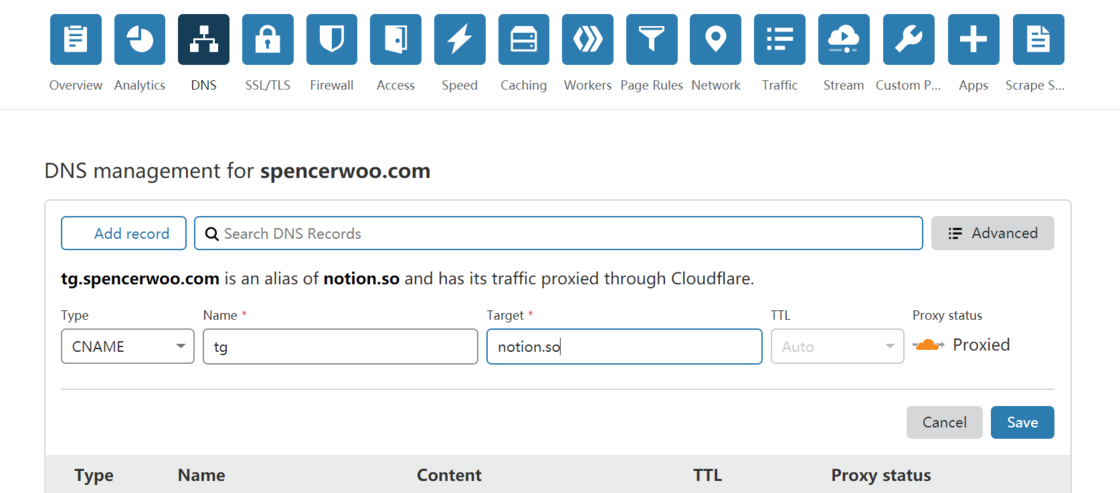 Overview Analytics DNS SSL/TLS Firewall Access Speed Caching Workers Page Rules Network Traffic Stream Custom P... Apps Scrape S...
DNS management for spencerwoo.com
Add record Search DNS Records Advanced
tg.spencerwoo.com is an alias of notion.so and has its traffic proxied through Cloudflare.
Type Name * Target * TTL Proxy status
CNAME tg notion.so Auto Proxied
Cancel Save
Type Name Content TTL Proxy status